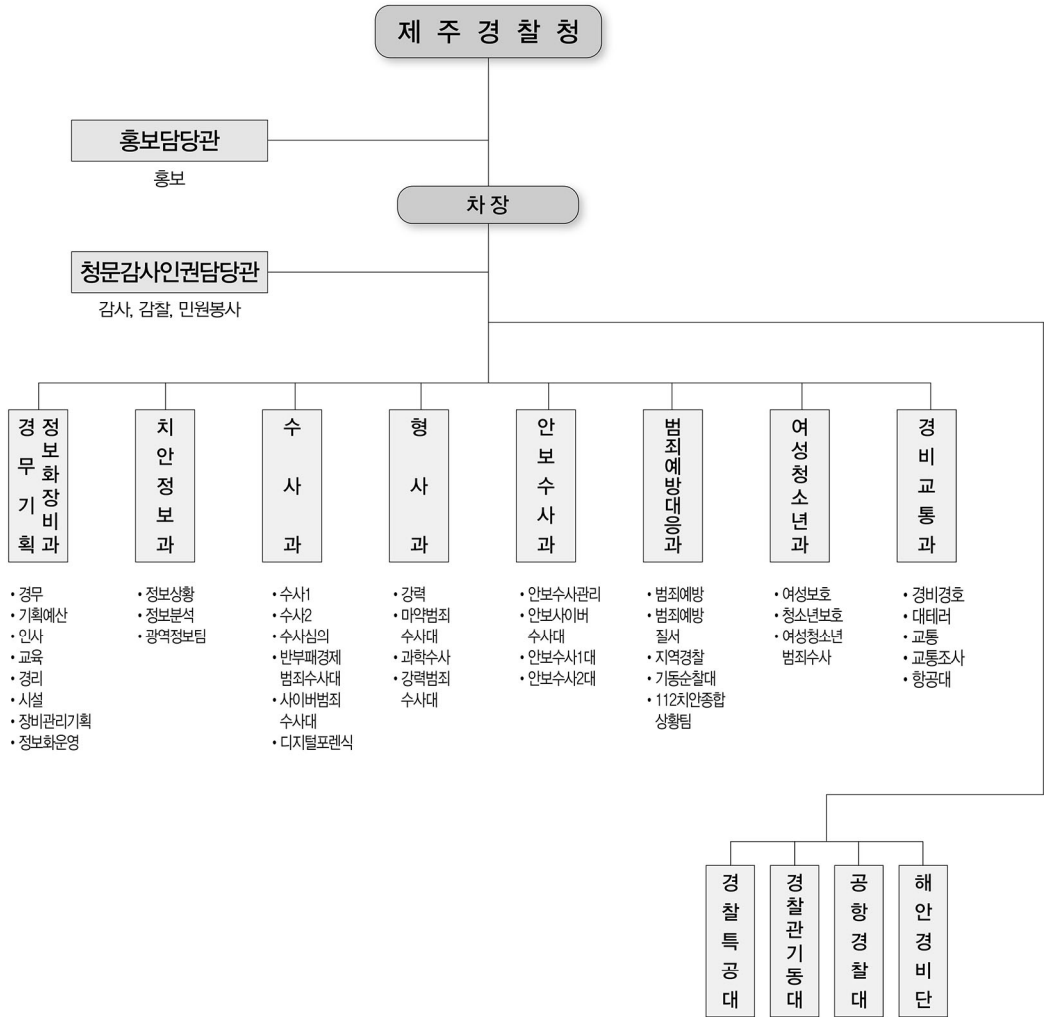 제주경찰청
홍보담당관
홍보
차장
청문감사인권담당관
감사, 감찰, 민원봉사
경무기획
정보화장비과
• 경무
• 기획예산
• 인사
• 교육
• 경리
• 시설
• 장비관리기획
• 정보화운영
치안정보과
• 정보상황
• 정보분석
• 광역정보팀
수사과
• 수사1
• 수사2
• 수사심의
• 반부패경제
범죄수사대
• 사이버범죄
수사대
• 디지털포렌식
형사과
• 강력
• 마약범죄
수사대
• 과학수사
• 강력범죄
수사대
안보수사과
• 안보수사관리
• 안보사이버
수사대
• 안보수사1대
• 안보수사2대
범죄예방대응과
• 범죄예방
• 범죄예방
질서
• 지역경찰
• 기동순찰대
• 112치안종합
상황팀
여성청소년과
• 여성보호
• 청소년보호
• 여성청소년
범죄수사
경비교통과
• 경비경호
• 대테러
• 교통
• 교통조사
• 항공대
경찰특공대
경찰관기동대
공항경찰대
해안경비단